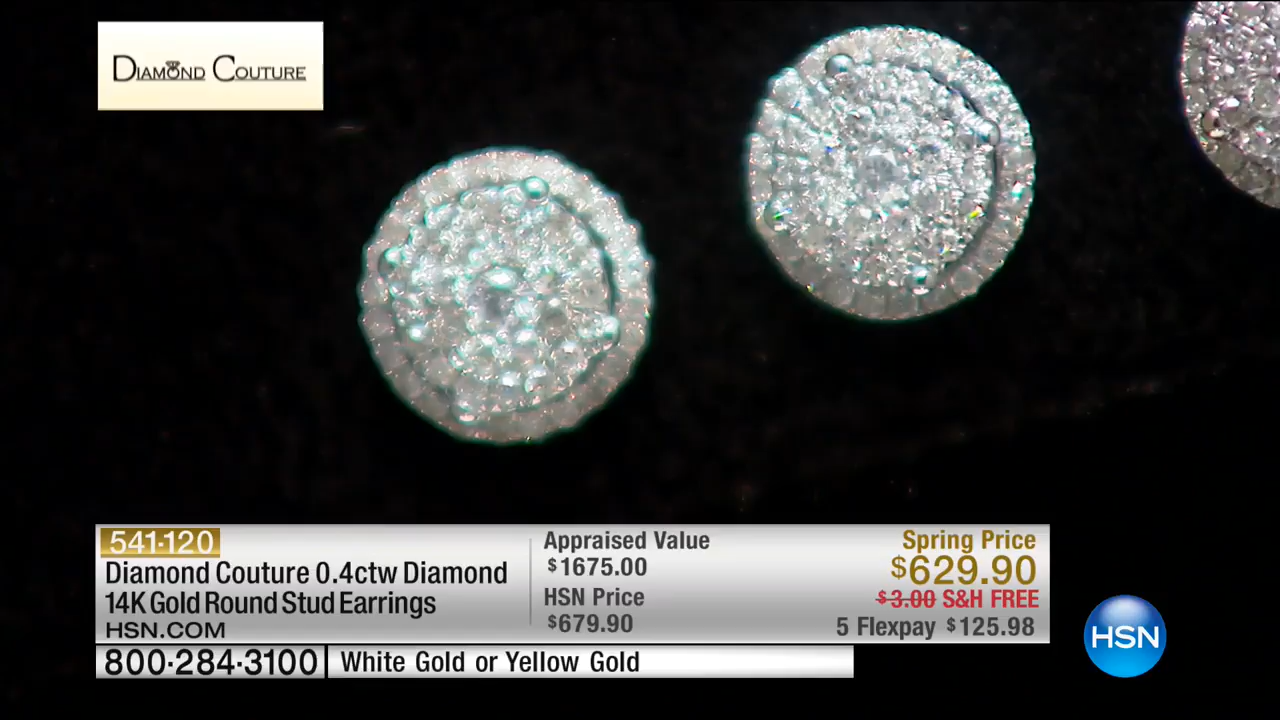 DIAMOND COUTURE
541·120
Diamond Couture 0.4ctw Diamond
14K Gold Round Stud Earrings
HSN.COM
Appraised Value
$1675.00
HSN Price
$679.90
Spring Price
$629.90
$3.00 S&H FREE
5 Flexpay $125.98
HSN
800·284·3100
White Gold or Yellow Gold